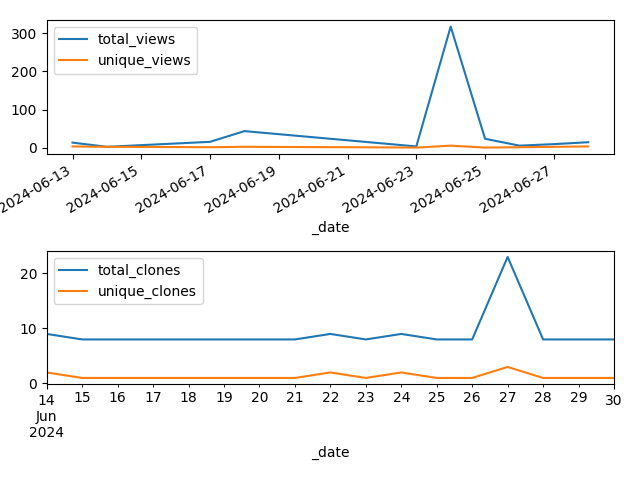 300
200
100
0
total_views
unique_views
2024-06-13
2024-06-15
2024-06-17
2024-06-19
2024-06-21
2024-06-23
2024-06-25
2024-06-27
_date
20
10
0
total_clones
unique_clones
14 15 16 17 18 19 20 21 22 23 24 25 26 27 28 29 30
Jun
2024
_date